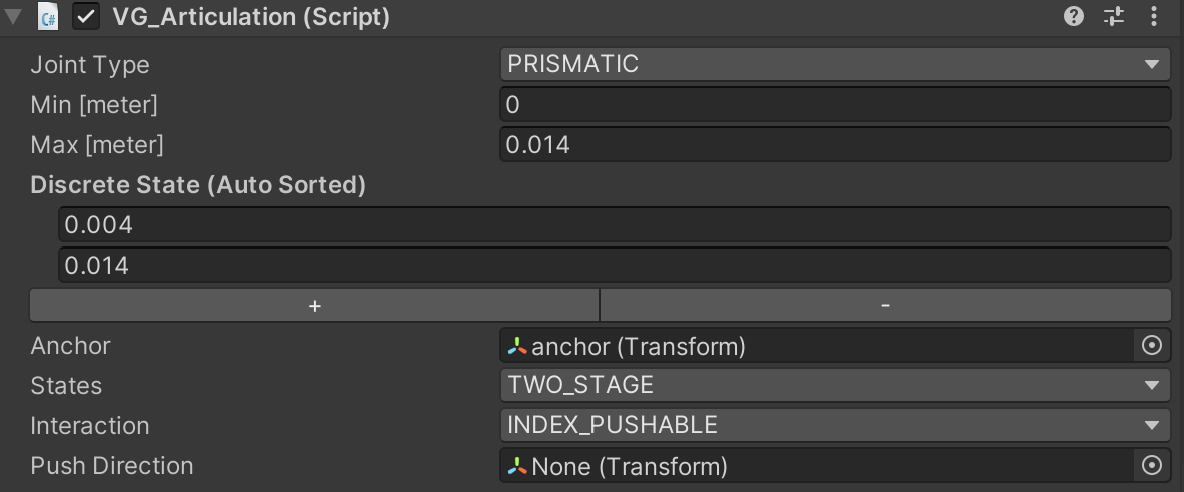 C# VG_Articulation (Script)
Joint Type PRISMATIC
Min [meter] 0
Max [meter] 0.014
Discrete State (Auto Sorted)
0.004
0.014
+ -
Anchor anchor (Transform)
States TWO_STAGE
Interaction INDEX_PUSHABLE
Push Direction None (Transform)